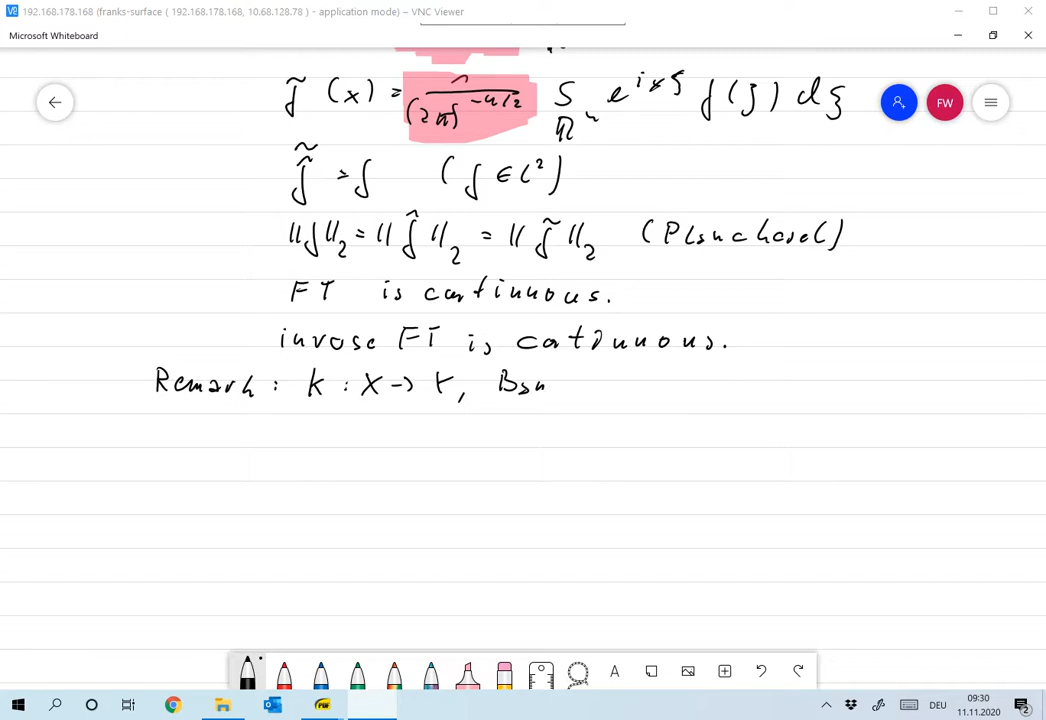 192.168.178.168 (franks-surface ( 192.168.178.168, 10.68.128.78 ) - application mode) – VNC Viewer
Microsoft Whiteboard
f̃ (x) = 1/(2π)^{-n/2} ∫_{ℝⁿ} e^{ixξ} f(ξ) dξ
f̂̃ = f (f ∈ L²)
||f||₂ = ||f̂||₂ = ||f̃||₂ (Plancherel)
FT is continuous.
inverse FT is continuous.
Remark: K: X → Y, Ban
FW
A
DEU
09:30
11.11.2020
2